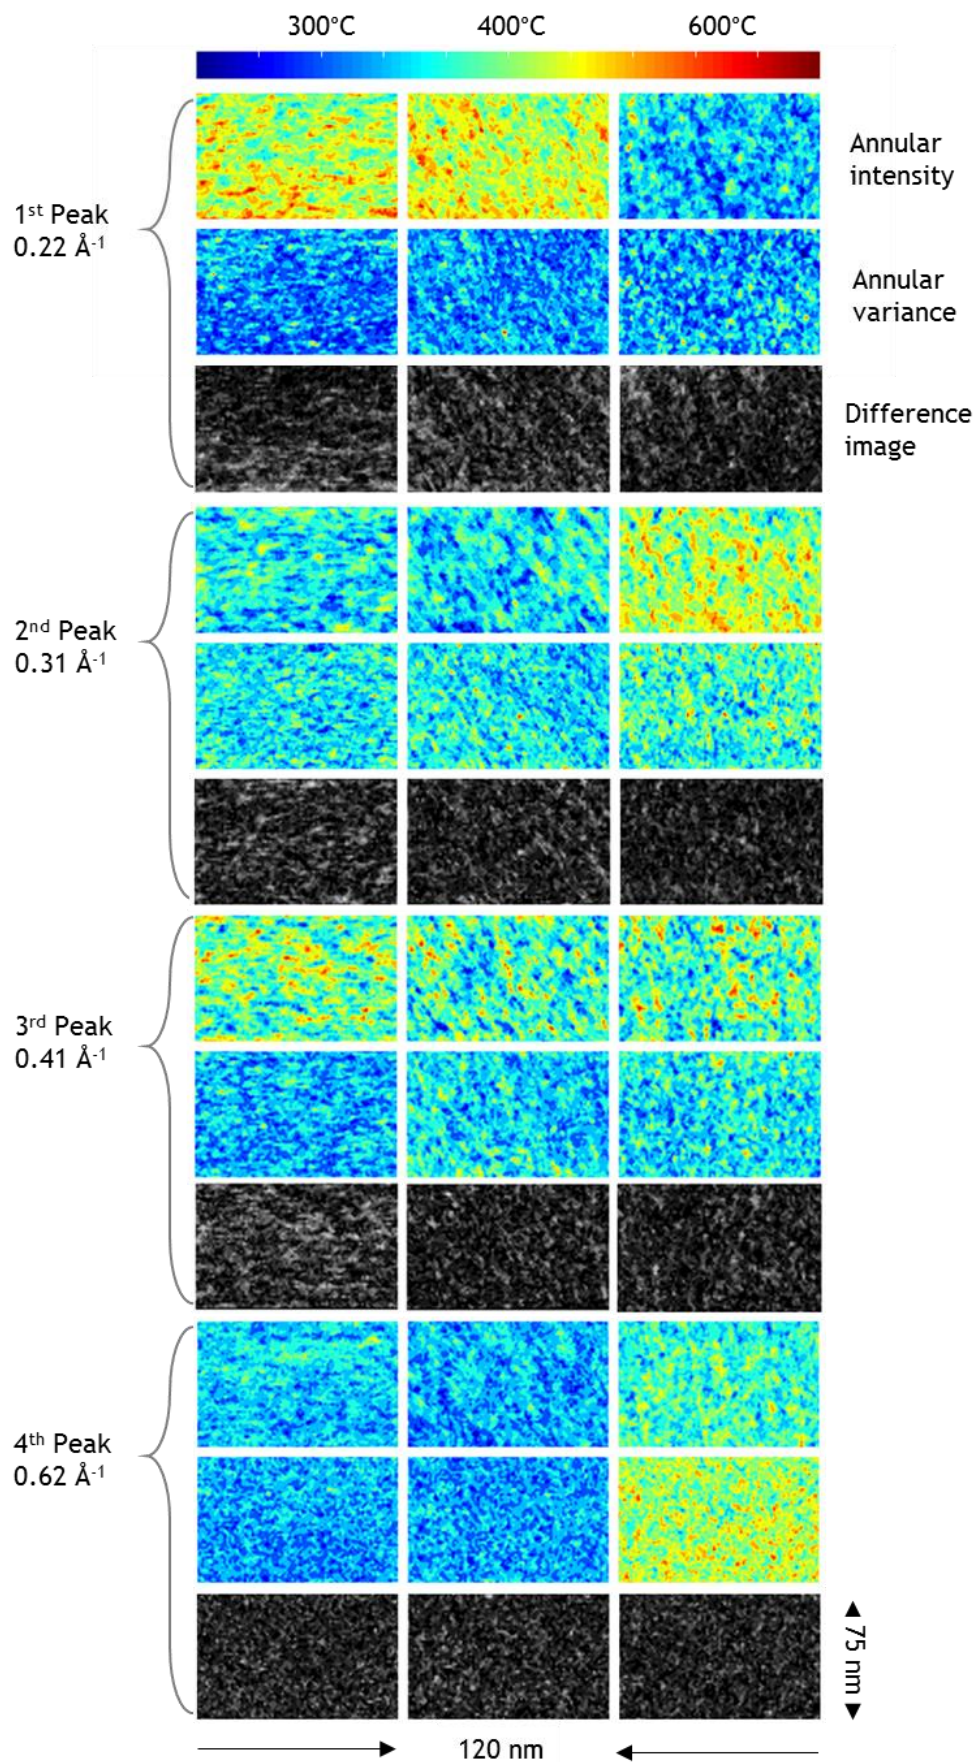 300°C 400°C 600°C
Annular
intensity
1st Peak
0.22 Å-1
Annular
variance
Difference
image
2nd Peak
0.31 Å-1
3rd Peak
0.41 Å-1
4th Peak
0.62 Å-1
75 nm
120 nm